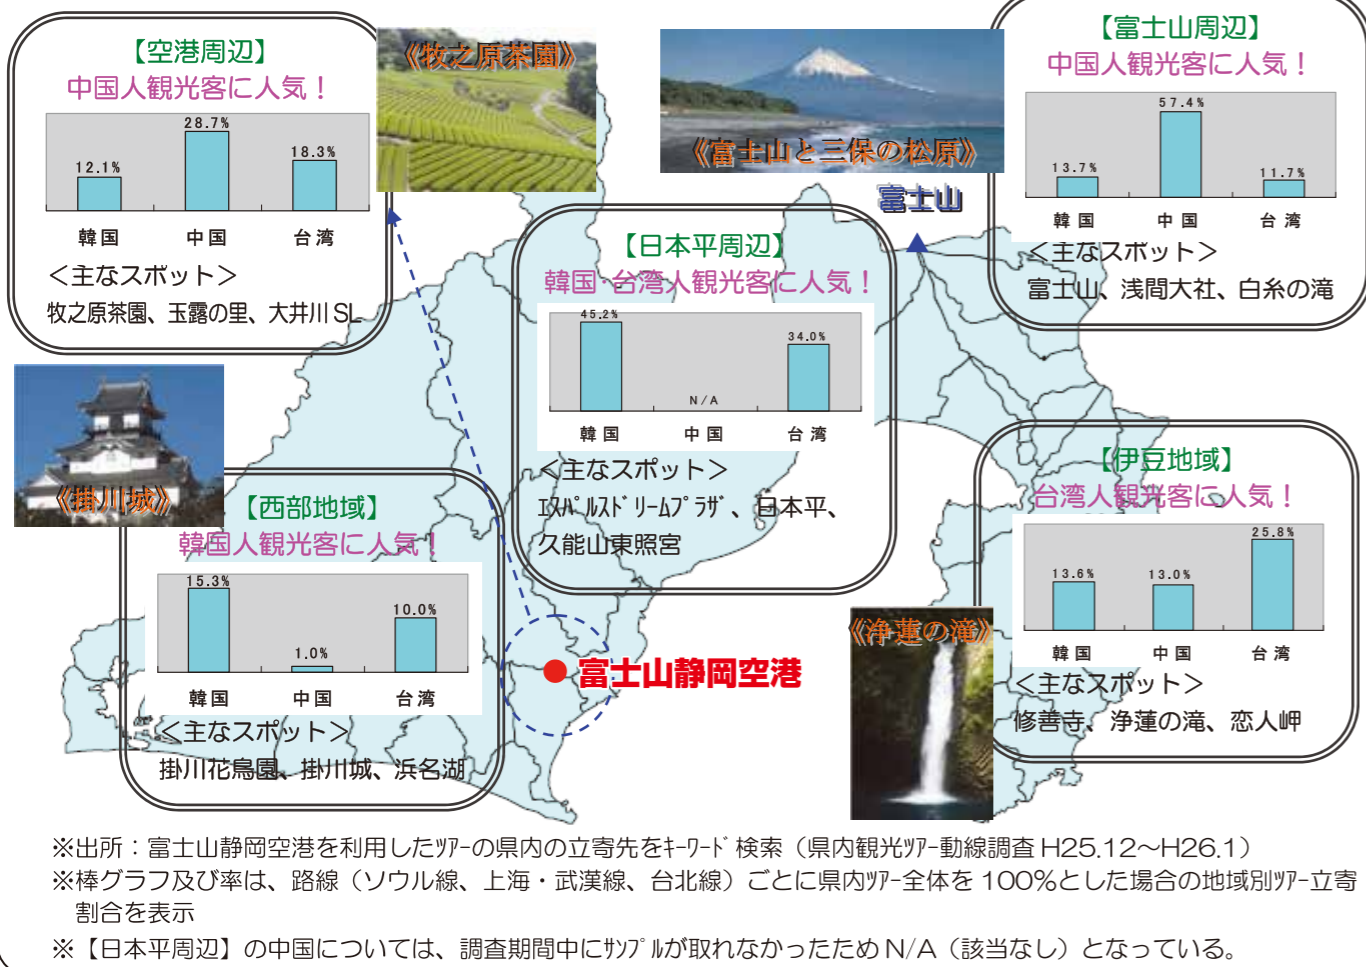 【空港周辺】
中国人観光客に人気！
12.1%
28.7%
18.3%
韓国 中国 台湾
＜主なスポット＞
牧之原茶園、玉露の里、大井川SL
《牧之原茶園》
《富士山と三保の松原》
富士山
【富士山周辺】
中国人観光客に人気！
13.7%
57.4%
11.7%
韓国 中国 台湾
＜主なスポット＞
富士山、浅間大社、白糸の滝
【日本平周辺】
韓国・台湾人観光客に人気！
45.2%
N/A
34.0%
韓国 中国 台湾
＜主なスポット＞
ｴｽﾊﾟﾙｽﾄﾞﾘｰﾑﾌﾟﾗｻﾞ、日本平、
久能山東照宮
《掛川城》
【西部地域】
韓国人観光客に人気！
15.3%
1.0%
10.0%
韓国 中国 台湾
＜主なスポット＞
掛川花鳥園、掛川城、浜名湖
富士山静岡空港
《浄蓮の滝》
【伊豆地域】
台湾人観光客に人気！
13.6%
13.0%
25.8%
韓国 中国 台湾
＜主なスポット＞
修善寺、浄蓮の滝、恋人岬
※出所：富士山静岡空港を利用したﾂｱｰの県内の立寄先をｷｰﾜｰﾄﾞ検索（県内観光ﾂｱｰ動線調査H25.12～H26.1）
※棒グラフ及び率は、路線（ソウル線、上海・武漢線、台北線）ごとに県内ﾂｱｰ全体を100％とした場合の地域別ﾂｱｰ立寄
割合を表示
※【日本平周辺】の中国については、調査期間中にｻﾝﾌﾟﾙが取れなかったためN/A（該当なし）となっている。